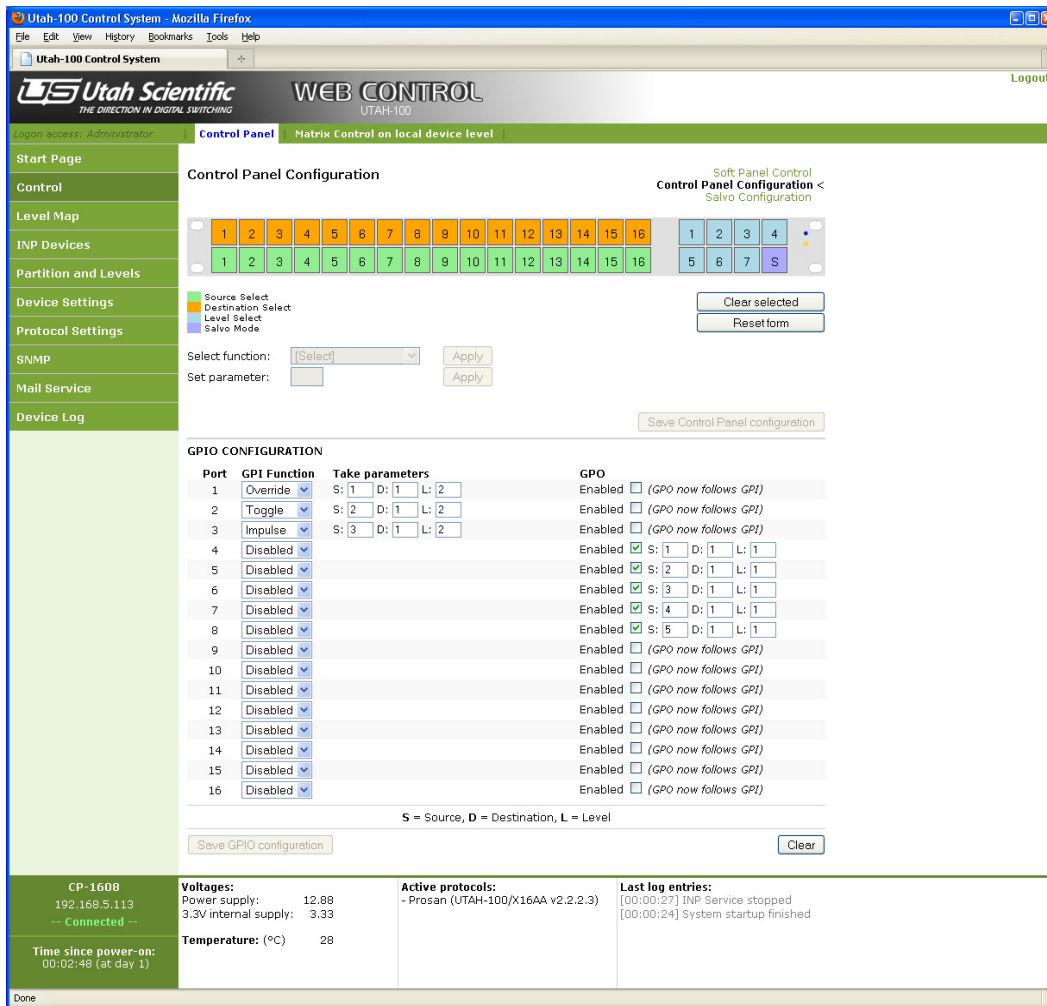 Utah-100 Control System - Mozilla Firefox
File Edit View History Bookmarks Tools Help
Utah-100 Control System
US Utah Scientific
THE DIRECTION IN DIGITAL SWITCHING
WEB CONTROL
UTAH-100
Logout
Logon access: Administrator
Control Panel | Matrix Control on local device level |
Start Page
Control
Level Map
INP Devices
Partition and Levels
Device Settings
Protocol Settings
SNMP
Mail Service
Device Log
Control Panel Configuration
Soft Panel Control
Control Panel Configuration <
Salvo Configuration
1 2 3 4 5 6 7 8 9 10 11 12 13 14 15 16 1 2 3 4
1 2 3 4 5 6 7 8 9 10 11 12 13 14 15 16 5 6 7 S
Source Select
Destination Select
Level Select
Salvo Mode
Clear selected
Reset form
Select function: [Select] Apply
Set parameter: Apply
Save Control Panel configuration
GPIO CONFIGURATION
Port GPI Function Take parameters GPO
1 Override S: 1 D: 1 L: 2 Enabled (GPO now follows GPI)
2 Toggle S: 2 D: 1 L: 2 Enabled (GPO now follows GPI)
3 Impulse S: 3 D: 1 L: 2 Enabled (GPO now follows GPI)
4 Disabled Enabled S: 1 D: 1 L: 1
5 Disabled Enabled S: 2 D: 1 L: 1
6 Disabled Enabled S: 3 D: 1 L: 1
7 Disabled Enabled S: 4 D: 1 L: 1
8 Disabled Enabled S: 5 D: 1 L: 1
9 Disabled Enabled (GPO now follows GPI)
10 Disabled Enabled (GPO now follows GPI)
11 Disabled Enabled (GPO now follows GPI)
12 Disabled Enabled (GPO now follows GPI)
13 Disabled Enabled (GPO now follows GPI)
14 Disabled Enabled (GPO now follows GPI)
15 Disabled Enabled (GPO now follows GPI)
16 Disabled Enabled (GPO now follows GPI)
S = Source, D = Destination, L = Level
Save GPIO configuration
Clear
CP-1608
192.168.5.113
-- Connected --
Time since power-on:
00:02:48 (at day 1)
Voltages:
Power supply: 12.88
3.3V internal supply: 3.33
Temperature: (°C) 28
Active protocols:
- Prosan (UTAH-100/X16AA v2.2.2.3)
Last log entries:
[00:00:27] INP Service stopped
[00:00:24] System startup finished
Done